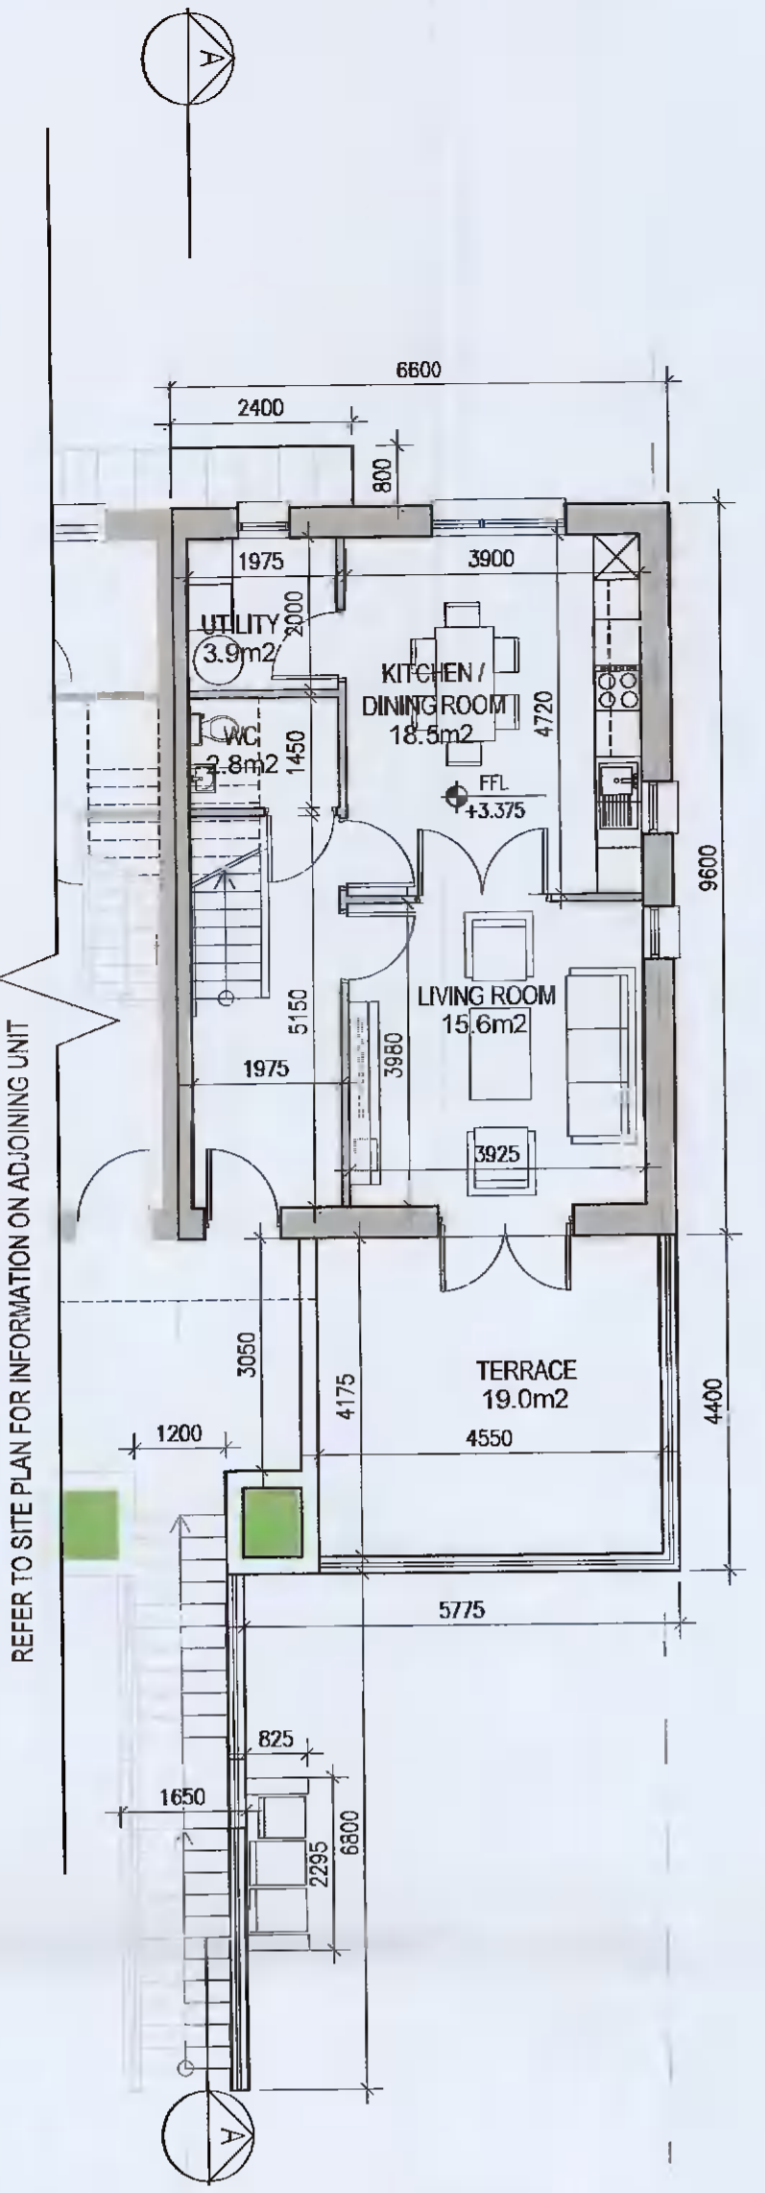 A
6600
2400
800
1975
3900
2000
UTILITY
3.9m2
KITCHEN /
DINING ROOM
18.5m2
4720
WC
2.8m2
1450
FFL
+3.375
9600
LIVING ROOM
15.6m2
5150
3980
1975
3925
REFER TO SITE PLAN FOR INFORMATION ON ADJOINING UNIT
3050
4175
TERRACE
19.0m2
4400
1200
4550
5775
825
1650
2295
6800
A